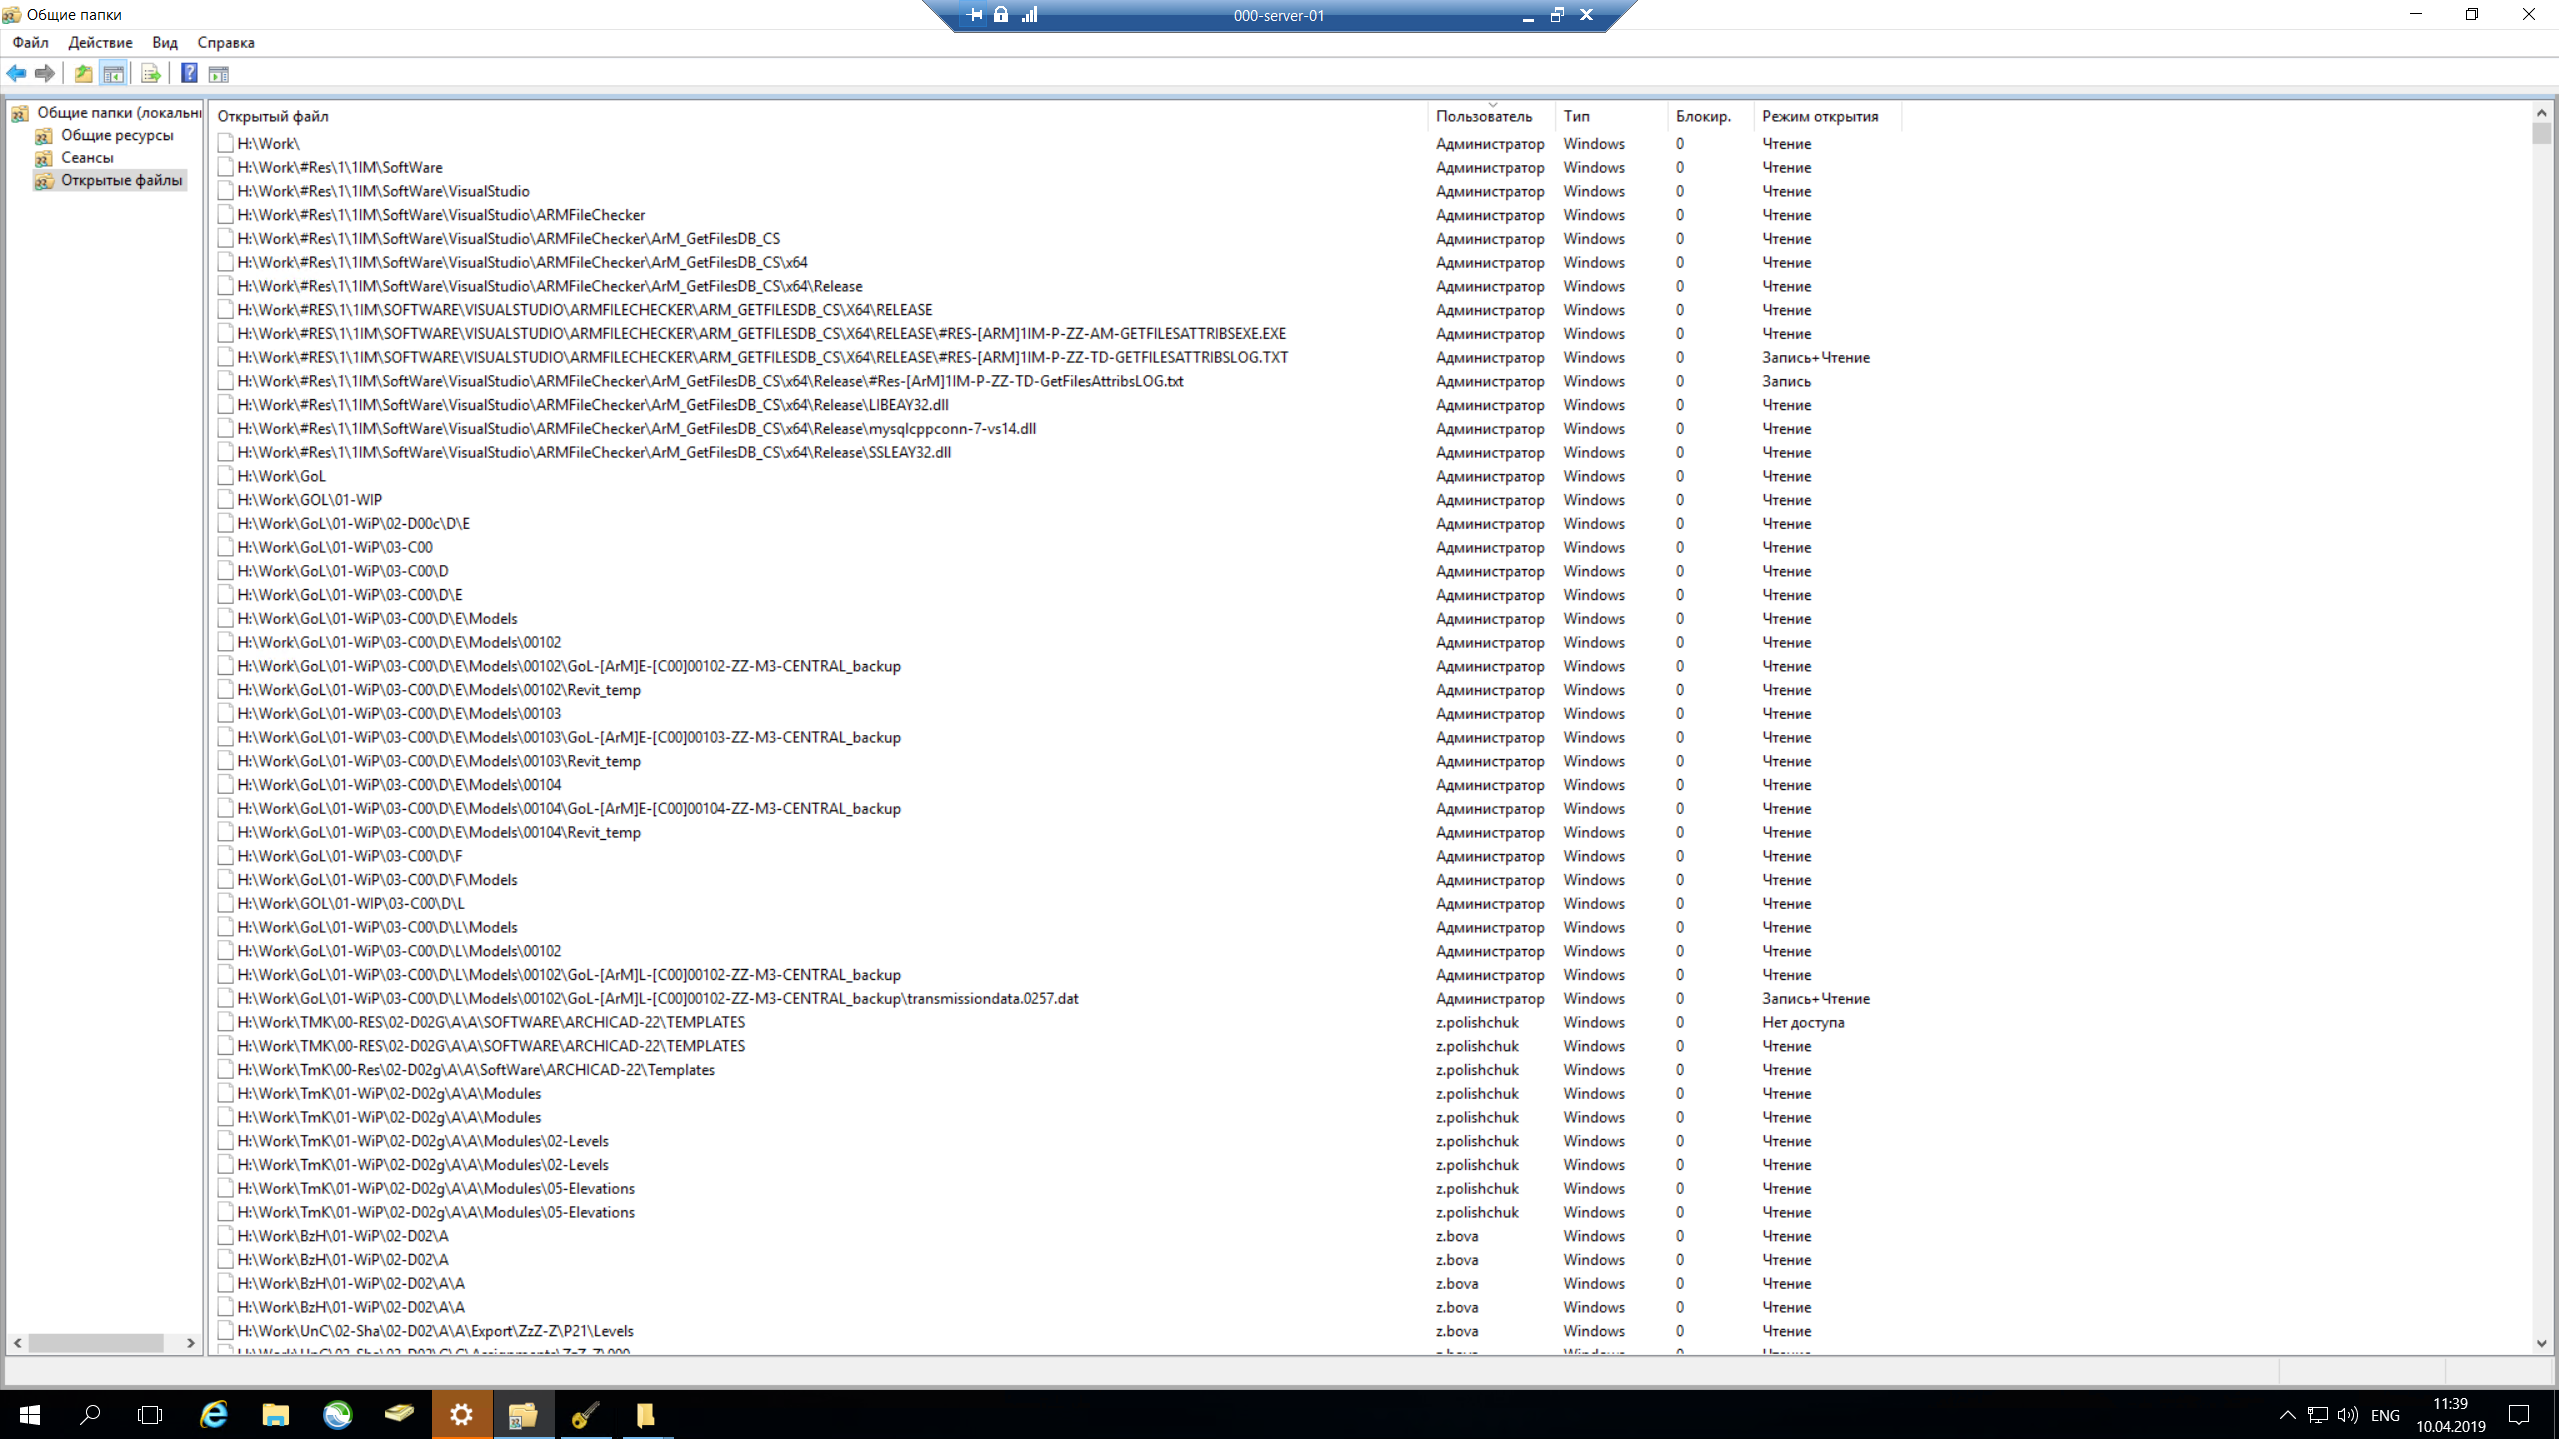 Общие папки
000-server-01
Файл Действие Вид Справка
Общие папки (локальн
Общие ресурсы
Сеансы
Открытые файлы
Открытый файл Пользователь Тип Блокир. Режим открытия
H:\Work\ Администратор Windows 0 Чтение
H:\Work\#Res\1\1IM\SoftWare Администратор Windows 0 Чтение
H:\Work\#Res\1\1IM\SoftWare\VisualStudio Администратор Windows 0 Чтение
H:\Work\#Res\1\1IM\SoftWare\VisualStudio\ARMFileChecker Администратор Windows 0 Чтение
H:\Work\#Res\1\1IM\SoftWare\VisualStudio\ARMFileChecker\ArM_GetFilesDB_CS Администратор Windows 0 Чтение
H:\Work\#Res\1\1IM\SoftWare\VisualStudio\ARMFileChecker\ArM_GetFilesDB_CS\x64 Администратор Windows 0 Чтение
H:\Work\#Res\1\1IM\SoftWare\VisualStudio\ARMFileChecker\ArM_GetFilesDB_CS\x64\Release Администратор Windows 0 Чтение
H:\Work\#RES\1\1IM\SOFTWARE\VISUALSTUDIO\ARMFILECHECKER\ARM_GETFILESDB_CS\X64\RELEASE Администратор Windows 0 Чтение
H:\Work\#RES\1\1IM\SOFTWARE\VISUALSTUDIO\ARMFILECHECKER\ARM_GETFILESDB_CS\X64\RELEASE\#RES-[ARM]1IM-P-ZZ-AM-GETFILESATTRIBSEXE.EXE Администратор Windows 0 Чтение
H:\Work\#RES\1\1IM\SOFTWARE\VISUALSTUDIO\ARMFILECHECKER\ARM_GETFILESDB_CS\X64\RELEASE\#RES-[ARM]1IM-P-ZZ-TD-GETFILESATTRIBSLOG.TXT Администратор Windows 0 Запись+Чтение
H:\Work\#Res\1\1IM\SoftWare\VisualStudio\ARMFileChecker\ArM_GetFilesDB_CS\x64\Release\#Res-[ArM]1IM-P-ZZ-TD-GetFilesAttribsLOG.txt Администратор Windows 0 Запись
H:\Work\#Res\1\1IM\SoftWare\VisualStudio\ARMFileChecker\ArM_GetFilesDB_CS\x64\Release\LIBEAY32.dll Администратор Windows 0 Чтение
H:\Work\#Res\1\1IM\SoftWare\VisualStudio\ARMFileChecker\ArM_GetFilesDB_CS\x64\Release\mysqlcppconn-7-vs14.dll Администратор Windows 0 Чтение
H:\Work\#Res\1\1IM\SoftWare\VisualStudio\ARMFileChecker\ArM_GetFilesDB_CS\x64\Release\SSLEAY32.dll Администратор Windows 0 Чтение
H:\Work\GoL Администратор Windows 0 Чтение
H:\Work\GOL\01-WIP Администратор Windows 0 Чтение
H:\Work\GoL\01-WiP\02-D00c\D\E Администратор Windows 0 Чтение
H:\Work\GoL\01-WiP\03-C00 Администратор Windows 0 Чтение
H:\Work\GoL\01-WiP\03-C00\D Администратор Windows 0 Чтение
H:\Work\GoL\01-WiP\03-C00\D\E Администратор Windows 0 Чтение
H:\Work\GoL\01-WiP\03-C00\D\E\Models Администратор Windows 0 Чтение
H:\Work\GoL\01-WiP\03-C00\D\E\Models\00102 Администратор Windows 0 Чтение
H:\Work\GoL\01-WiP\03-C00\D\E\Models\00102\GoL-[ArM]E-[C00]00102-ZZ-M3-CENTRAL_backup Администратор Windows 0 Чтение
H:\Work\GoL\01-WiP\03-C00\D\E\Models\00102\Revit_temp Администратор Windows 0 Чтение
H:\Work\GoL\01-WiP\03-C00\D\E\Models\00103 Администратор Windows 0 Чтение
H:\Work\GoL\01-WiP\03-C00\D\E\Models\00103\GoL-[ArM]E-[C00]00103-ZZ-M3-CENTRAL_backup Администратор Windows 0 Чтение
H:\Work\GoL\01-WiP\03-C00\D\E\Models\00103\Revit_temp Администратор Windows 0 Чтение
H:\Work\GoL\01-WiP\03-C00\D\E\Models\00104 Администратор Windows 0 Чтение
H:\Work\GoL\01-WiP\03-C00\D\E\Models\00104\GoL-[ArM]E-[C00]00104-ZZ-M3-CENTRAL_backup Администратор Windows 0 Чтение
H:\Work\GoL\01-WiP\03-C00\D\E\Models\00104\Revit_temp Администратор Windows 0 Чтение
H:\Work\GoL\01-WiP\03-C00\D\F Администратор Windows 0 Чтение
H:\Work\GoL\01-WiP\03-C00\D\F\Models Администратор Windows 0 Чтение
H:\Work\GOL\01-WIP\03-C00\D\L Администратор Windows 0 Чтение
H:\Work\GoL\01-WiP\03-C00\D\L\Models Администратор Windows 0 Чтение
H:\Work\GoL\01-WiP\03-C00\D\L\Models\00102 Администратор Windows 0 Чтение
H:\Work\GoL\01-WiP\03-C00\D\L\Models\00102\GoL-[ArM]L-[C00]00102-ZZ-M3-CENTRAL_backup Администратор Windows 0 Чтение
H:\Work\GoL\01-WiP\03-C00\D\L\Models\00102\GoL-[ArM]L-[C00]00102-ZZ-M3-CENTRAL_backup\transmissiondata.0257.dat Администратор Windows 0 Запись+Чтение
H:\Work\TMK\00-RES\02-D02G\A\A\SOFTWARE\ARCHICAD-22\TEMPLATES z.polishchuk Windows 0 Нет доступа
H:\Work\TMK\00-RES\02-D02G\A\A\SOFTWARE\ARCHICAD-22\TEMPLATES z.polishchuk Windows 0 Чтение
H:\Work\TmK\00-Res\02-D02g\A\A\SoftWare\ARCHICAD-22\Templates z.polishchuk Windows 0 Чтение
H:\Work\TmK\01-WiP\02-D02g\A\A\Modules z.polishchuk Windows 0 Чтение
H:\Work\TmK\01-WiP\02-D02g\A\A\Modules z.polishchuk Windows 0 Чтение
H:\Work\TmK\01-WiP\02-D02g\A\A\Modules\02-Levels z.polishchuk Windows 0 Чтение
H:\Work\TmK\01-WiP\02-D02g\A\A\Modules\02-Levels z.polishchuk Windows 0 Чтение
H:\Work\TmK\01-WiP\02-D02g\A\A\Modules\05-Elevations z.polishchuk Windows 0 Чтение
H:\Work\TmK\01-WiP\02-D02g\A\A\Modules\05-Elevations z.polishchuk Windows 0 Чтение
H:\Work\BzH\01-WiP\02-D02\A z.bova Windows 0 Чтение
H:\Work\BzH\01-WiP\02-D02\A z.bova Windows 0 Чтение
H:\Work\BzH\01-WiP\02-D02\A\A z.bova Windows 0 Чтение
H:\Work\BzH\01-WiP\02-D02\A\A z.bova Windows 0 Чтение
H:\Work\UnC\02-Sha\02-D02\A\A\Export\ZzZ-Z\P21\Levels z.bova Windows 0 Чтение
ENG
11:39
10.04.2019